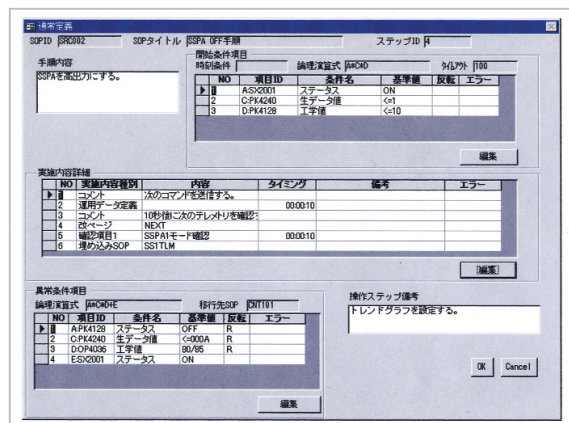 通常定義
SOPID SRC002 SOPタイトル SSPA OFF手順 ステップID 4
手順内容
SSPAを高出力にする。
開始条件項目
時刻条件 論理演算式 A*C*D タイムアウト 100
NO 項目ID 条件名 基準値 反転 エラー
1 A:SX2001 ステータス ON
2 C:PK4240 生データ値 <=1
3 D:PK4128 工学値 <=10
編集
実施内容詳細
NO 実施内容種別 内容 タイミング 備考 エラー
1 コメント 次のコマンドを送信する。
2 運用データ定義 00:00:10
3 コメント 10秒後に次のテレメトリを確認す
4 改ページ NEXT
5 確認項目1 SSPA1モード確認 00:00:10
6 埋め込みSOP SS1TLM
編集
異常条件項目
論理演算式 A*C*D+E 移行先SOP CNT101
NO 項目ID 条件名 基準値 反転 エラー
1 A:PK4128 ステータス OFF R
2 C:PK4240 生データ値 <=000A R
3 D:OP4036 工学値 80/85 R
4 E:SX2001 ステータス ON
編集
操作ステップ備考
トレンドグラフを設定する。
OK Cancel